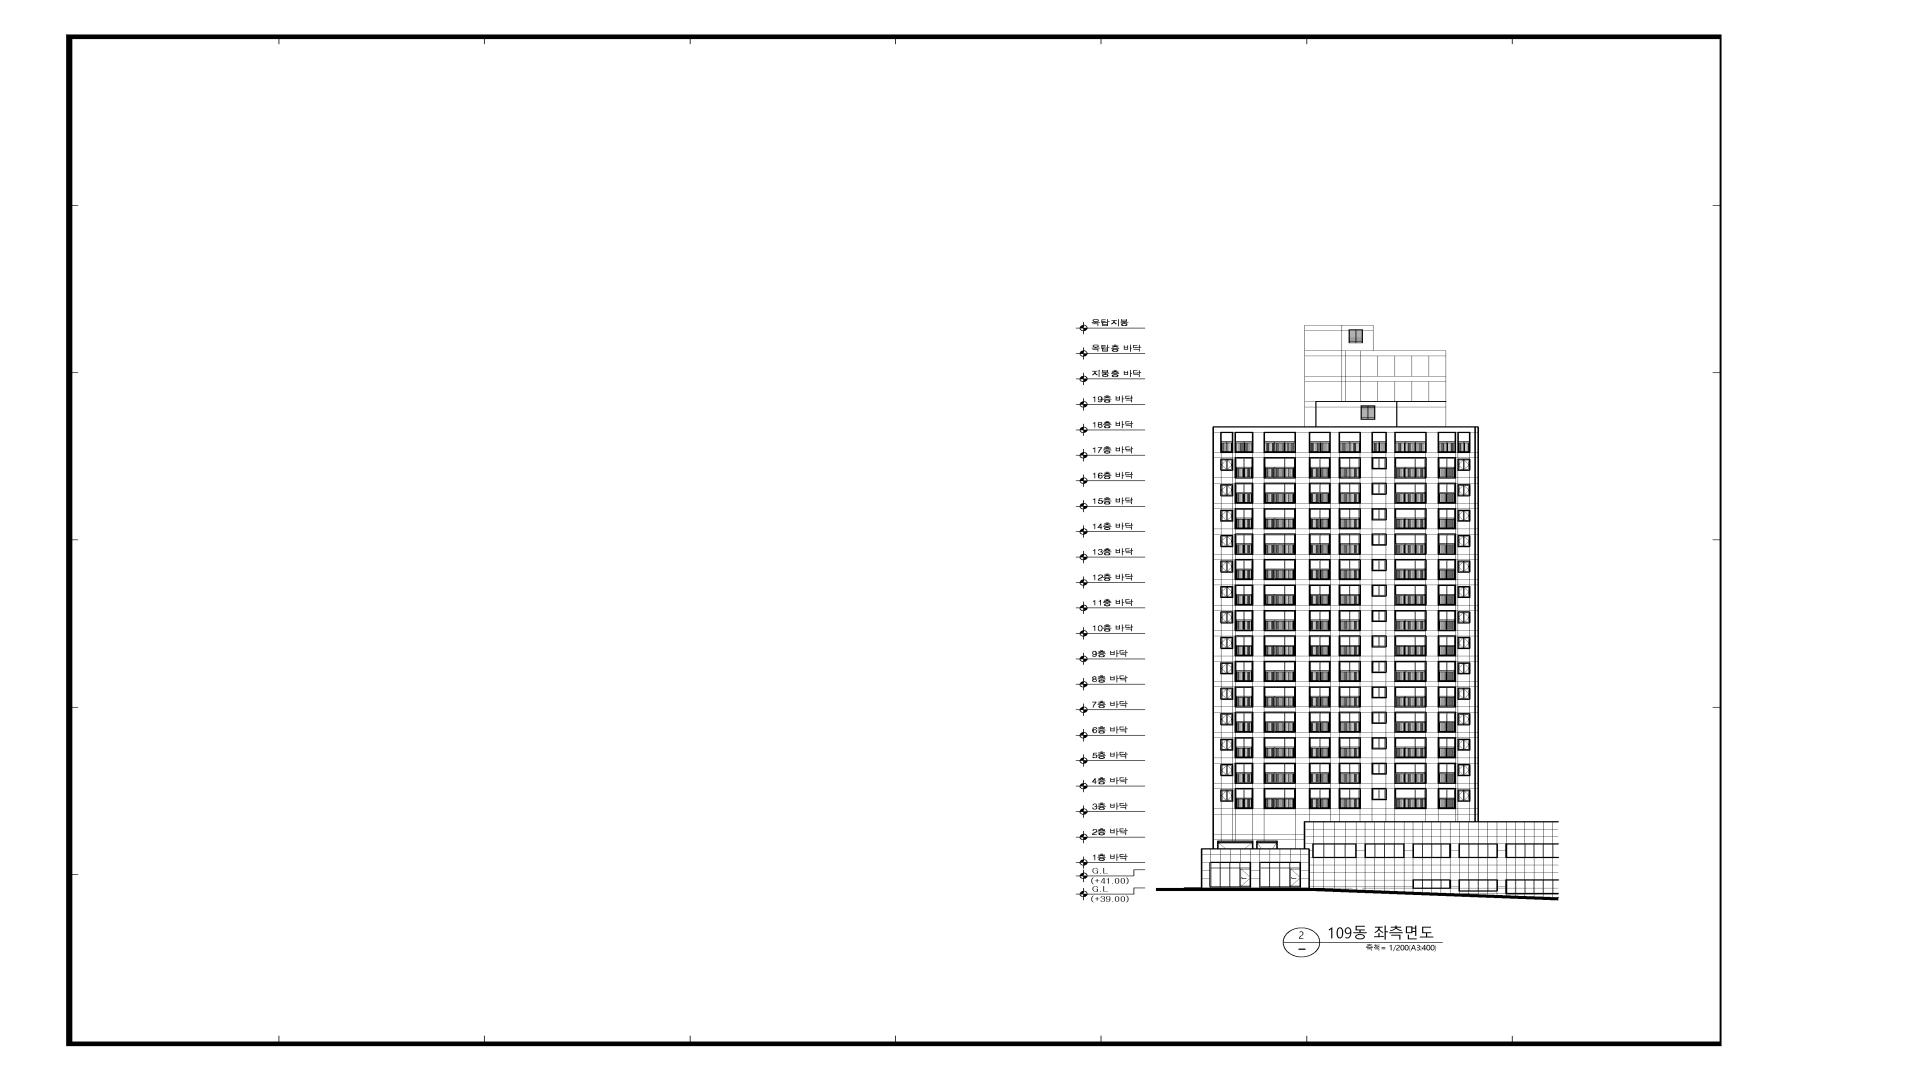 옥탑지붕
옥탑층 바닥
지붕층 바닥
19층 바닥
18층 바닥
17층 바닥
16층 바닥
15층 바닥
14층 바닥
13층 바닥
12층 바닥
11층 바닥
10층 바닥
9층 바닥
8층 바닥
7층 바닥
6층 바닥
5층 바닥
4층 바닥
3층 바닥
2층 바닥
1층 바닥
G.L
(+41.00)
G.L
(+39.00)
2
109동 좌측면도
축척= 1/200(A3:400)